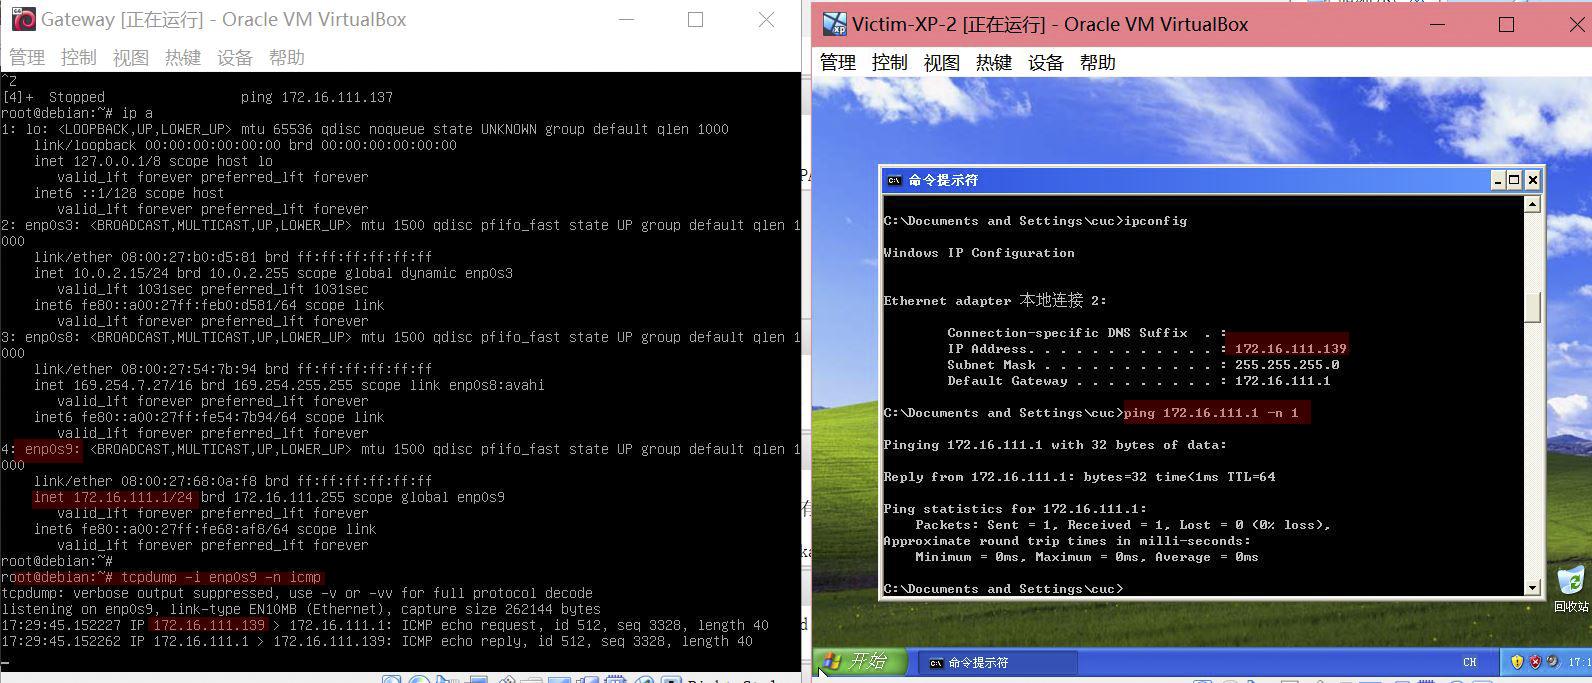 Gateway [正在运行] - Oracle VM VirtualBox
管理 控制 视图 热键 设备 帮助
^Z
[4]+  Stopped                 ping 172.16.111.137
root@debian:~# ip a
1: lo: <LOOPBACK,UP,LOWER_UP> mtu 65536 qdisc noqueue state UNKNOWN group default qlen 1000
    link/loopback 00:00:00:00:00:00 brd 00:00:00:00:00:00
    inet 127.0.0.1/8 scope host lo
       valid_lft forever preferred_lft forever
    inet6 ::1/128 scope host
       valid_lft forever preferred_lft forever
2: enp0s3: <BROADCAST,MULTICAST,UP,LOWER_UP> mtu 1500 qdisc pfifo_fast state UP group default qlen 1
000
    link/ether 08:00:27:b0:d5:81 brd ff:ff:ff:ff:ff:ff
    inet 10.0.2.15/24 brd 10.0.2.255 scope global dynamic enp0s3
       valid_lft 1031sec preferred_lft 1031sec
    inet6 fe80::a00:27ff:feb0:d581/64 scope link
       valid_lft forever preferred_lft forever
3: enp0s8: <BROADCAST,MULTICAST,UP,LOWER_UP> mtu 1500 qdisc pfifo_fast state UP group default qlen 1
000
    link/ether 08:00:27:54:7b:94 brd ff:ff:ff:ff:ff:ff
    inet 169.254.7.27/16 brd 169.254.255.255 scope link enp0s8:avahi
       valid_lft forever preferred_lft forever
    inet6 fe80::a00:27ff:fe54:7b94/64 scope link
       valid_lft forever preferred_lft forever
4: enp0s9: <BROADCAST,MULTICAST,UP,LOWER_UP> mtu 1500 qdisc pfifo_fast state UP group default qlen 1
000
    link/ether 08:00:27:68:0a:f8 brd ff:ff:ff:ff:ff:ff
    inet 172.16.111.1/24 brd 172.16.111.255 scope global enp0s9
       valid_lft forever preferred_lft forever
    inet6 fe80::a00:27ff:fe68:af8/64 scope link
       valid_lft forever preferred_lft forever
root@debian:~#
root@debian:~# tcpdump -i enp0s9 -n icmp
tcpdump: verbose output suppressed, use -v or -vv for full protocol decode
listening on enp0s9, link-type EN10MB (Ethernet), capture size 262144 bytes
17:29:45.152227 IP 172.16.111.139 > 172.16.111.1: ICMP echo request, id 512, seq 3328, length 40
17:29:45.152262 IP 172.16.111.1 > 172.16.111.139: ICMP echo reply, id 512, seq 3328, length 40
Victim-XP-2 [正在运行] - Oracle VM VirtualBox
管理 控制 视图 热键 设备 帮助
命令提示符
C:\Documents and Settings\cuc>ipconfig
Windows IP Configuration
Ethernet adapter 本地连接 2:
        Connection-specific DNS Suffix  . :
        IP Address. . . . . . . . . . . . : 172.16.111.139
        Subnet Mask . . . . . . . . . . . : 255.255.255.0
        Default Gateway . . . . . . . . . : 172.16.111.1
C:\Documents and Settings\cuc>ping 172.16.111.1 -n 1
Pinging 172.16.111.1 with 32 bytes of data:
Reply from 172.16.111.1: bytes=32 time<1ms TTL=64
Ping statistics for 172.16.111.1:
    Packets: Sent = 1, Received = 1, Lost = 0 (0% loss),
Approximate round trip times in milli-seconds:
    Minimum = 0ms, Maximum = 0ms, Average = 0ms
C:\Documents and Settings\cuc>
回收站
开始
命令提示符
CH